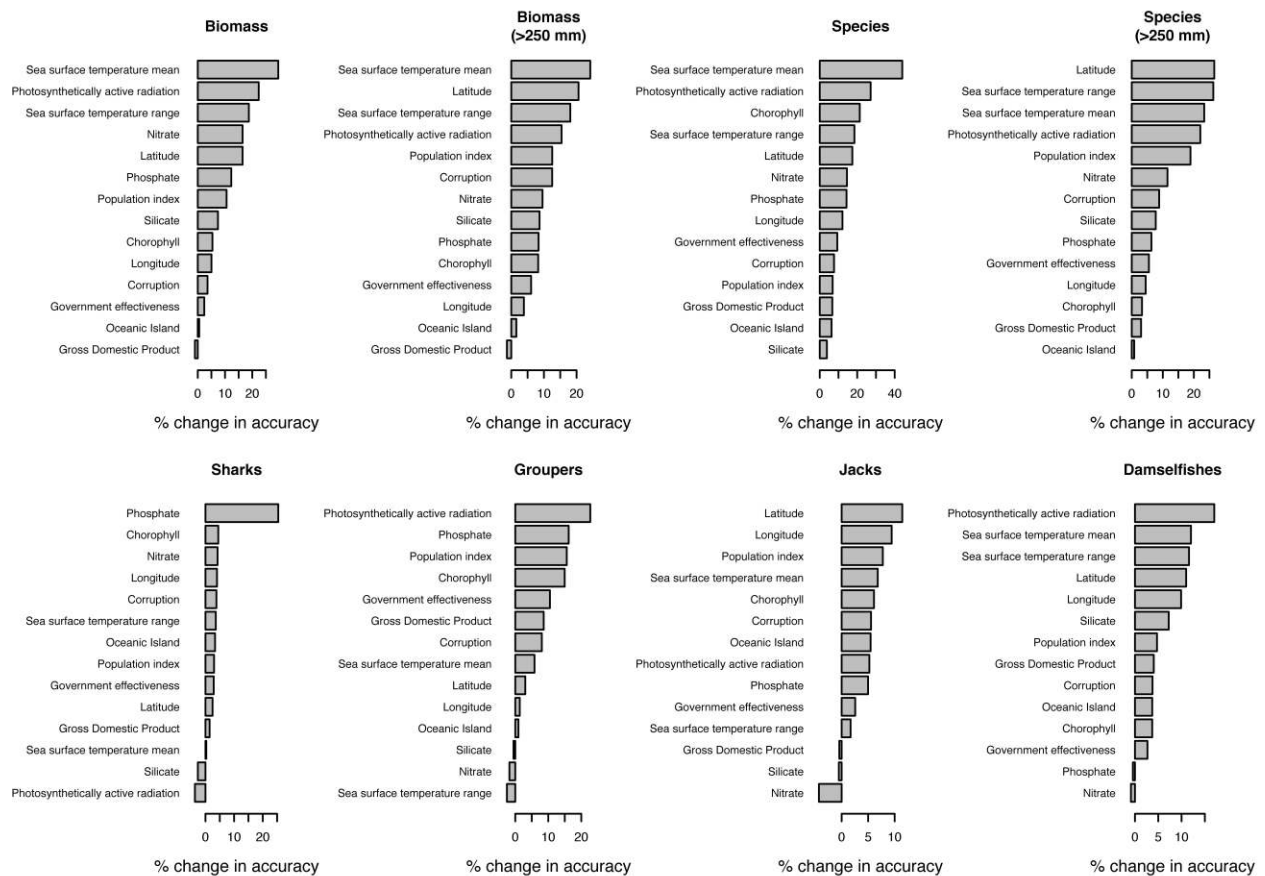 Biomass
Sea surface temperature mean
Photosynthetically active radiation
Sea surface temperature range
Nitrate
Latitude
Phosphate
Population index
Silicate
Chorophyll
Longitude
Corruption
Government effectiveness
Oceanic Island
Gross Domestic Product
0 10 20
% change in accuracy
Biomass
(>250 mm)
Sea surface temperature mean
Latitude
Sea surface temperature range
Photosynthetically active radiation
Population index
Corruption
Nitrate
Silicate
Phosphate
Chorophyll
Government effectiveness
Longitude
Oceanic Island
Gross Domestic Product
0 10 20
% change in accuracy
Species
Sea surface temperature mean
Photosynthetically active radiation
Chorophyll
Sea surface temperature range
Latitude
Nitrate
Phosphate
Longitude
Government effectiveness
Corruption
Population index
Gross Domestic Product
Oceanic Island
Silicate
0 20 40
% change in accuracy
Species
(>250 mm)
Latitude
Sea surface temperature range
Sea surface temperature mean
Photosynthetically active radiation
Population index
Nitrate
Corruption
Silicate
Phosphate
Government effectiveness
Longitude
Chorophyll
Gross Domestic Product
Oceanic Island
0 10 20
% change in accuracy
Sharks
Phosphate
Chorophyll
Nitrate
Longitude
Corruption
Sea surface temperature range
Oceanic Island
Population index
Government effectiveness
Latitude
Gross Domestic Product
Sea surface temperature mean
Silicate
Photosynthetically active radiation
0 10 20
% change in accuracy
Groupers
Photosynthetically active radiation
Phosphate
Population index
Chorophyll
Government effectiveness
Gross Domestic Product
Corruption
Sea surface temperature mean
Latitude
Longitude
Oceanic Island
Silicate
Nitrate
Sea surface temperature range
0 10 20
% change in accuracy
Jacks
Latitude
Longitude
Population index
Sea surface temperature mean
Chorophyll
Corruption
Oceanic Island
Photosynthetically active radiation
Phosphate
Government effectiveness
Sea surface temperature range
Gross Domestic Product
Silicate
Nitrate
0 5 10
% change in accuracy
Damselfishes
Photosynthetically active radiation
Sea surface temperature mean
Sea surface temperature range
Latitude
Longitude
Silicate
Population index
Gross Domestic Product
Corruption
Oceanic Island
Chorophyll
Government effectiveness
Phosphate
Nitrate
0 5 10
% change in accuracy